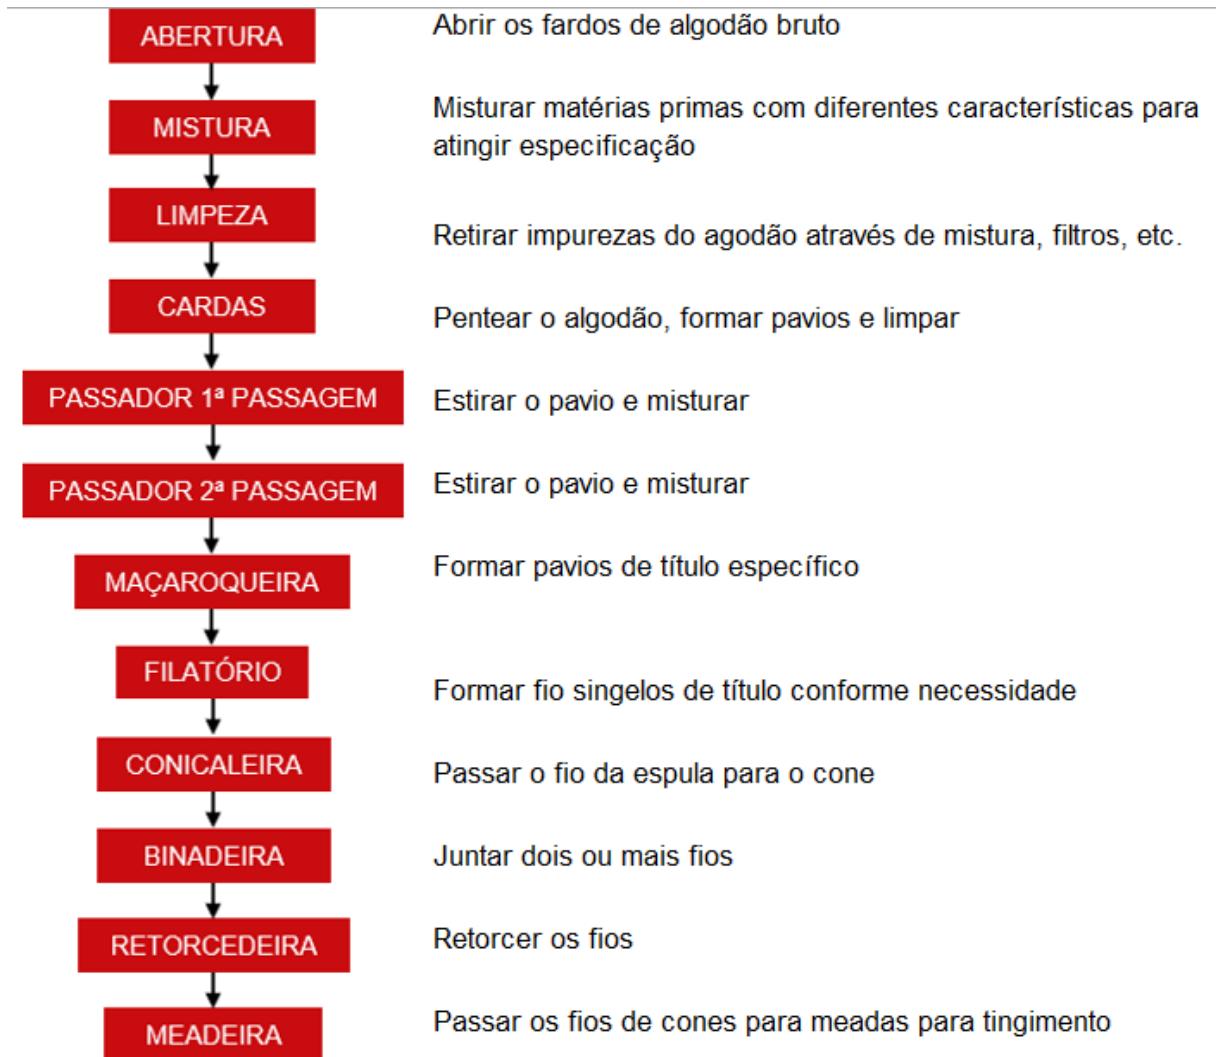 ABERTURA
Abrir os fardos de algodão bruto
MISTURA
Misturar matérias primas com diferentes características para
atingir especificação
LIMPEZA
Retirar impurezas do agodão através de mistura, filtros, etc.
CARDAS
Pentear o algodão, formar pavios e limpar
PASSADOR 1ª PASSAGEM
Estirar o pavio e misturar
PASSADOR 2ª PASSAGEM
Estirar o pavio e misturar
MAÇAROQUEIRA
Formar pavios de título específico
FILATÓRIO
Formar fio singelos de título conforme necessidade
CONICALEIRA
Passar o fio da espula para o cone
BINADEIRA
Juntar dois ou mais fios
RETORCEDEIRA
Retorcer os fios
MEADEIRA
Passar os fios de cones para meadas para tingimento